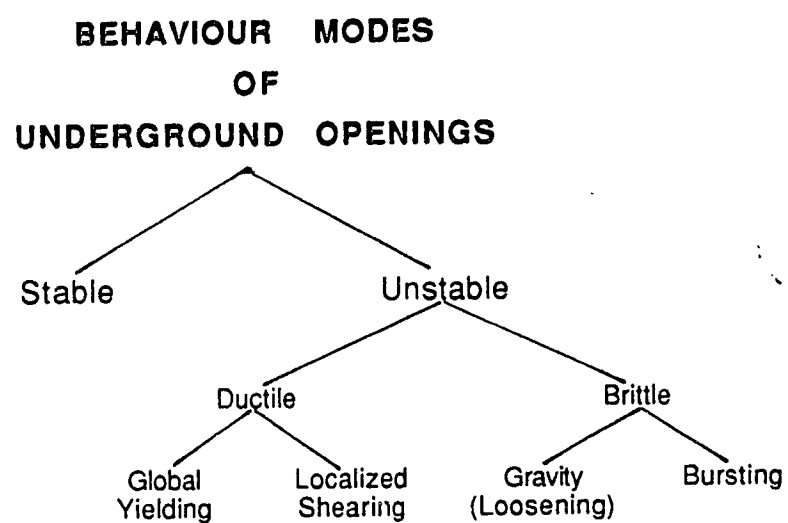 BEHAVIOUR MODES
OF
UNDERGROUND OPENINGS
Stable
Unstable
Ductile
Brittle
Global
Yielding
Localized
Shearing
Gravity
(Loosening)
Bursting